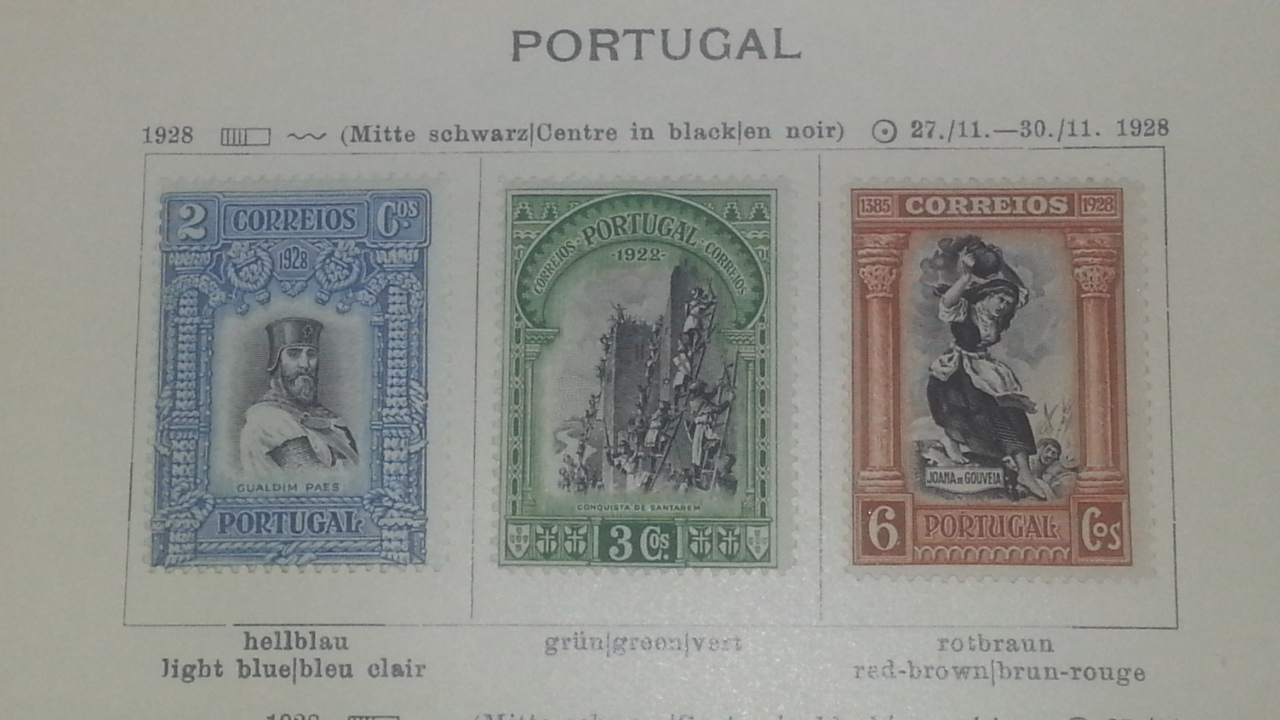 PORTUGAL
1928 (Mitte schwarz|Centre in black|en noir) 27./11.—30./11. 1928
2 CORREIOS Cos
1928
GUALDIM PAES
PORTUGAL
CORREIOS · PORTUGAL · CORREIOS
·1928·
CONQUISTA DE SANTAREM
3 Cos
1385 CORREIOS 1928
JOANA DE GOUVEIA
6 PORTUGAL Cos
hellblau
light blue|bleu clair
grün|green|vert
rotbraun
red-brown|brun-rouge
1928